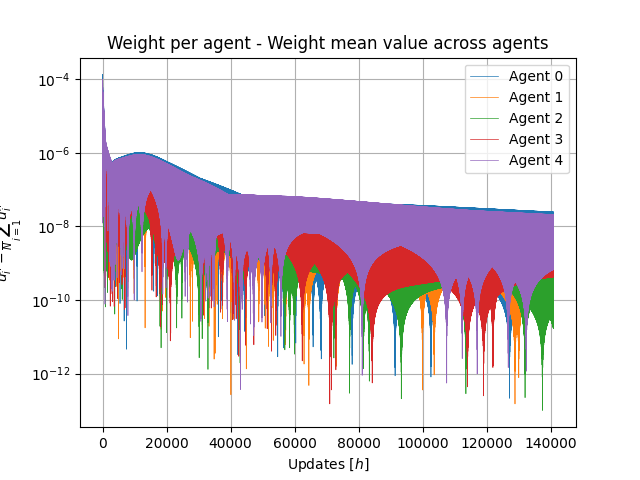 Weight per agent - Weight mean value across agents
10⁻⁴
10⁻⁶
10⁻⁸
10⁻¹⁰
10⁻¹²
Agent 0
Agent 1
Agent 2
Agent 3
Agent 4
0
20000
40000
60000
80000
100000
120000
140000
Updates [h]